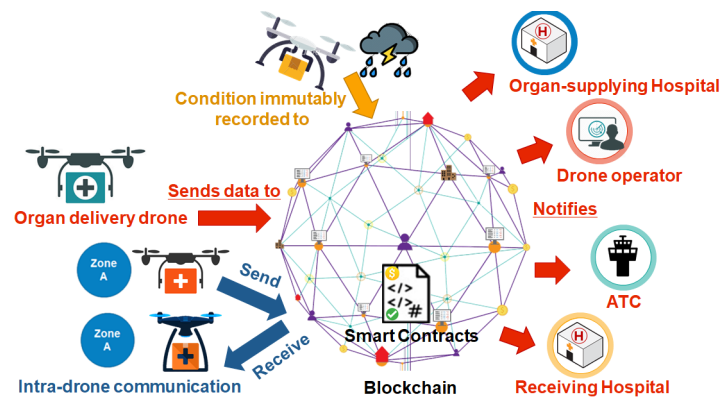 Condition immutably
recorded to
H
Organ-supplying Hospital
Drone operator
Sends data to
Organ delivery drone
Notifies
Zone
A
Send
ATC
$
</>
</>#
Smart Contracts
Zone
A
Receive
H
Intra-drone communication
Blockchain
Receiving Hospital